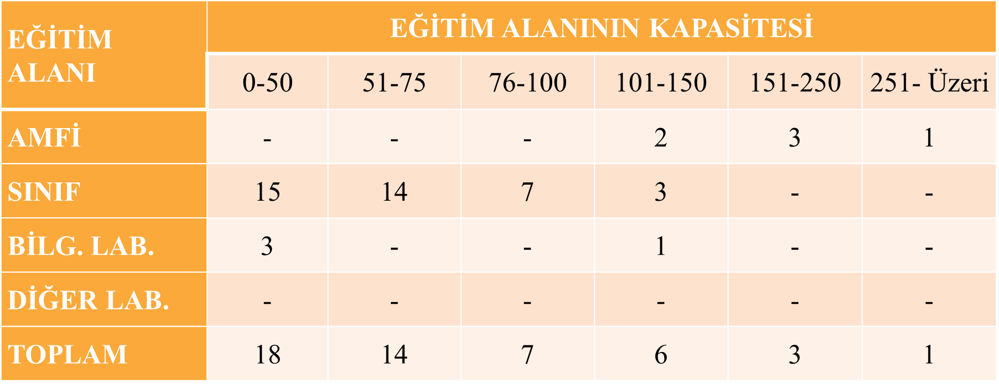 EĞİTİM ALANININ KAPASİTESİ
EĞİTİM
ALANI
0-50 51-75 76-100 101-150 151-250 251- Üzeri
AMFİ - - - 2 3 1
SINIF 15 14 7 3 - -
BİLG. LAB. 3 - - 1 - -
DİĞER LAB. - - - - - -
TOPLAM 18 14 7 6 3 1